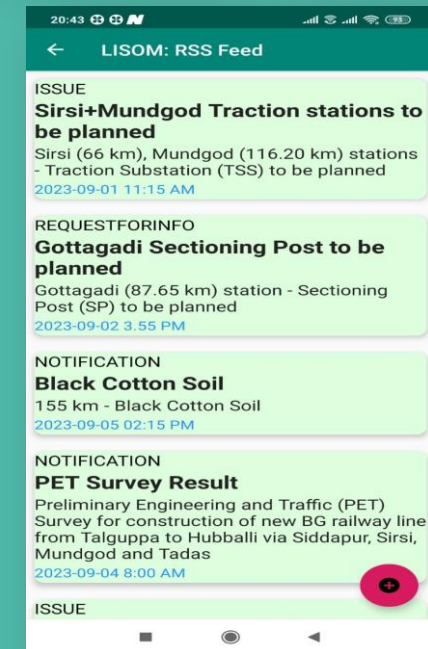 20:43
93
LISOM: RSS Feed
ISSUE
Sirsi+Mundgod Traction stations to
be planned
Sirsi (66 km), Mundgod (116.20 km) stations
- Traction Substation (TSS) to be planned
2023-09-01 11:15 AM
REQUESTFORINFO
Gottagadi Sectioning Post to be
planned
Gottagadi (87.65 km) station - Sectioning
Post (SP) to be planned
2023-09-02 3.55 PM
NOTIFICATION
Black Cotton Soil
155 km - Black Cotton Soil
2023-09-05 02:15 PM
NOTIFICATION
PET Survey Result
Preliminary Engineering and Traffic (PET)
Survey for construction of new BG railway line
from Talguppa to Hubballi via Siddapur, Sirsi,
Mundgod and Tadas
2023-09-04 8:00 AM
ISSUE